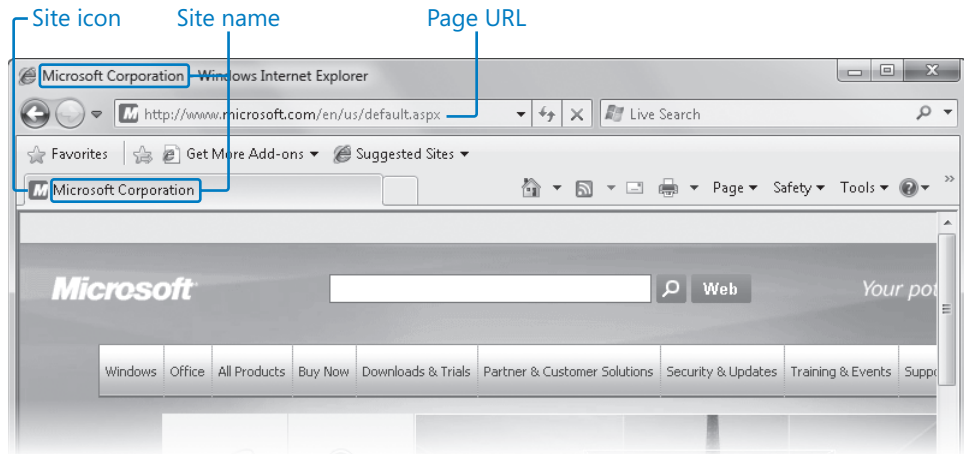 Site icon Site name Page URL
Microsoft Corporation - Windows Internet Explorer
http://www.microsoft.com/en/us/default.aspx Live Search
Favorites Get More Add-ons Suggested Sites
Microsoft Corporation Page Safety Tools
Microsoft Web Your pot
Windows Office All Products Buy Now Downloads & Trials Partner & Customer Solutions Security & Updates Training & Events Suppo